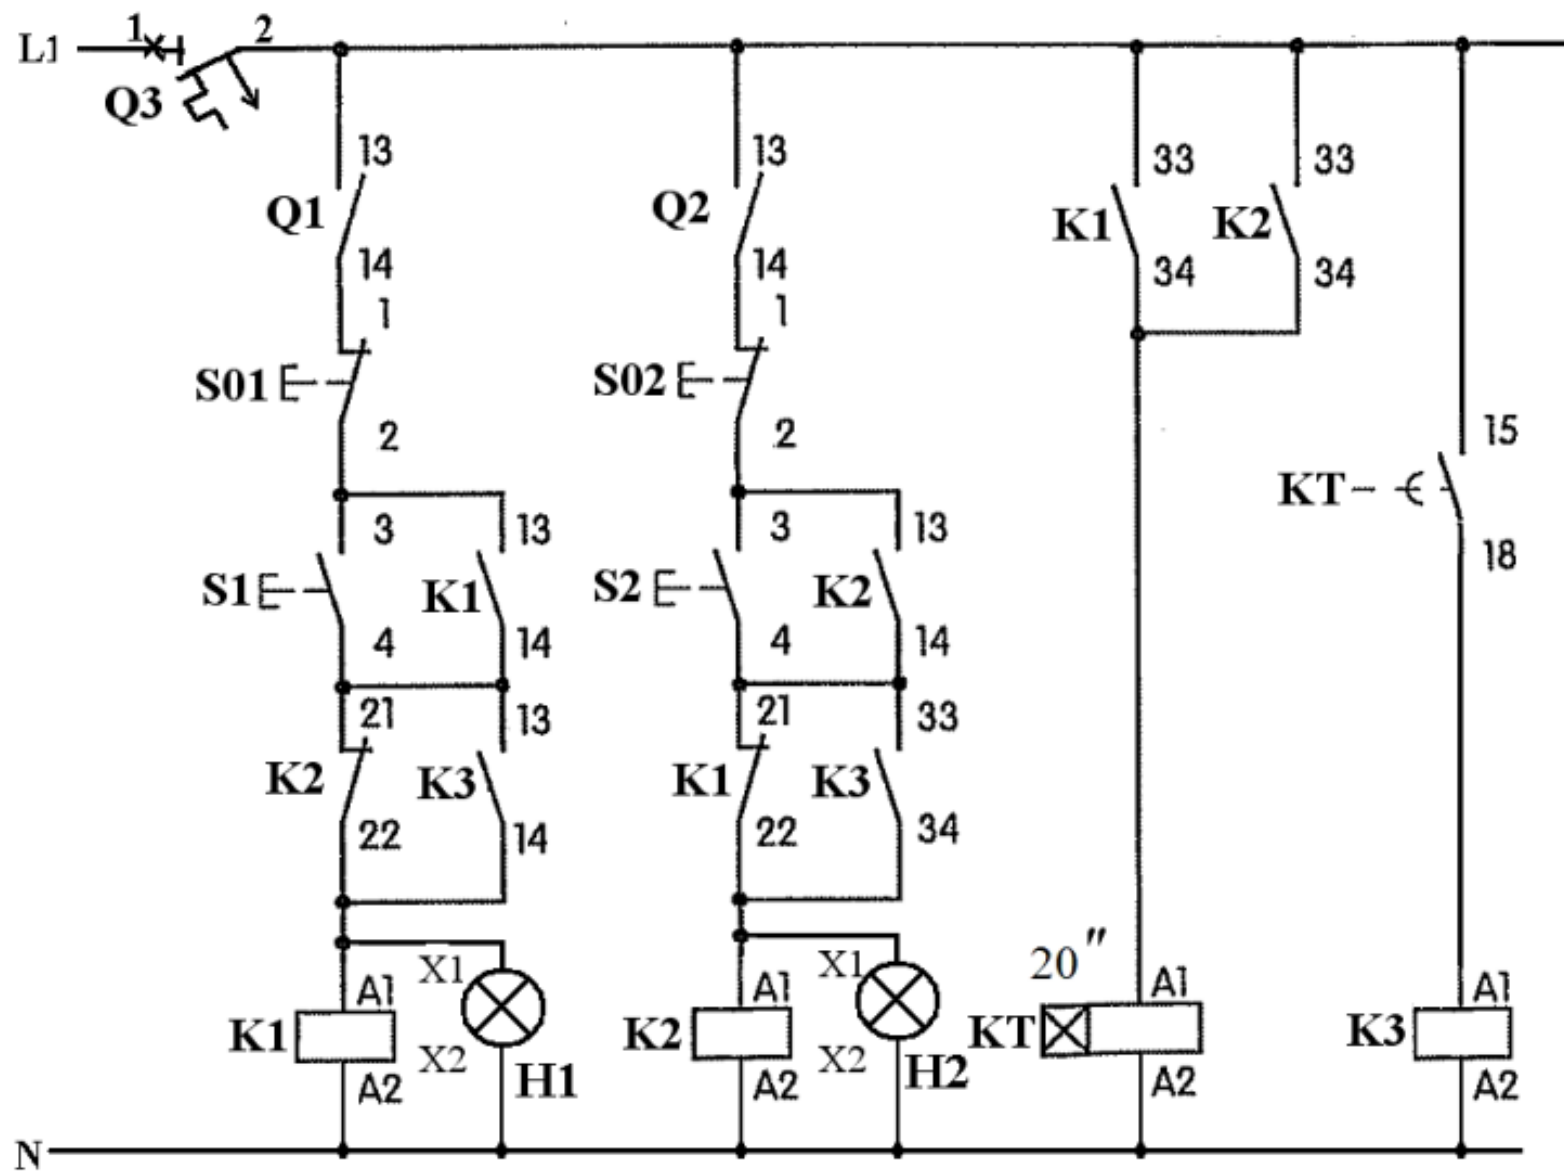 L1 1 2
Q3
13 13 33 33
Q1 Q2 K1 K2
14 14 34 34
1 1
S01 S02
2 2 15
KT
3 13 3 13 18
S1 K1 S2 K2
4 14 4 14
21 13 21 33
K2 K3 K1 K3
22 14 22 34
20"
X1 X1
A1 A1 A1 A1
K1 K2 KT K3
X2 X2
H1 H2
A2 A2 A2 A2
N